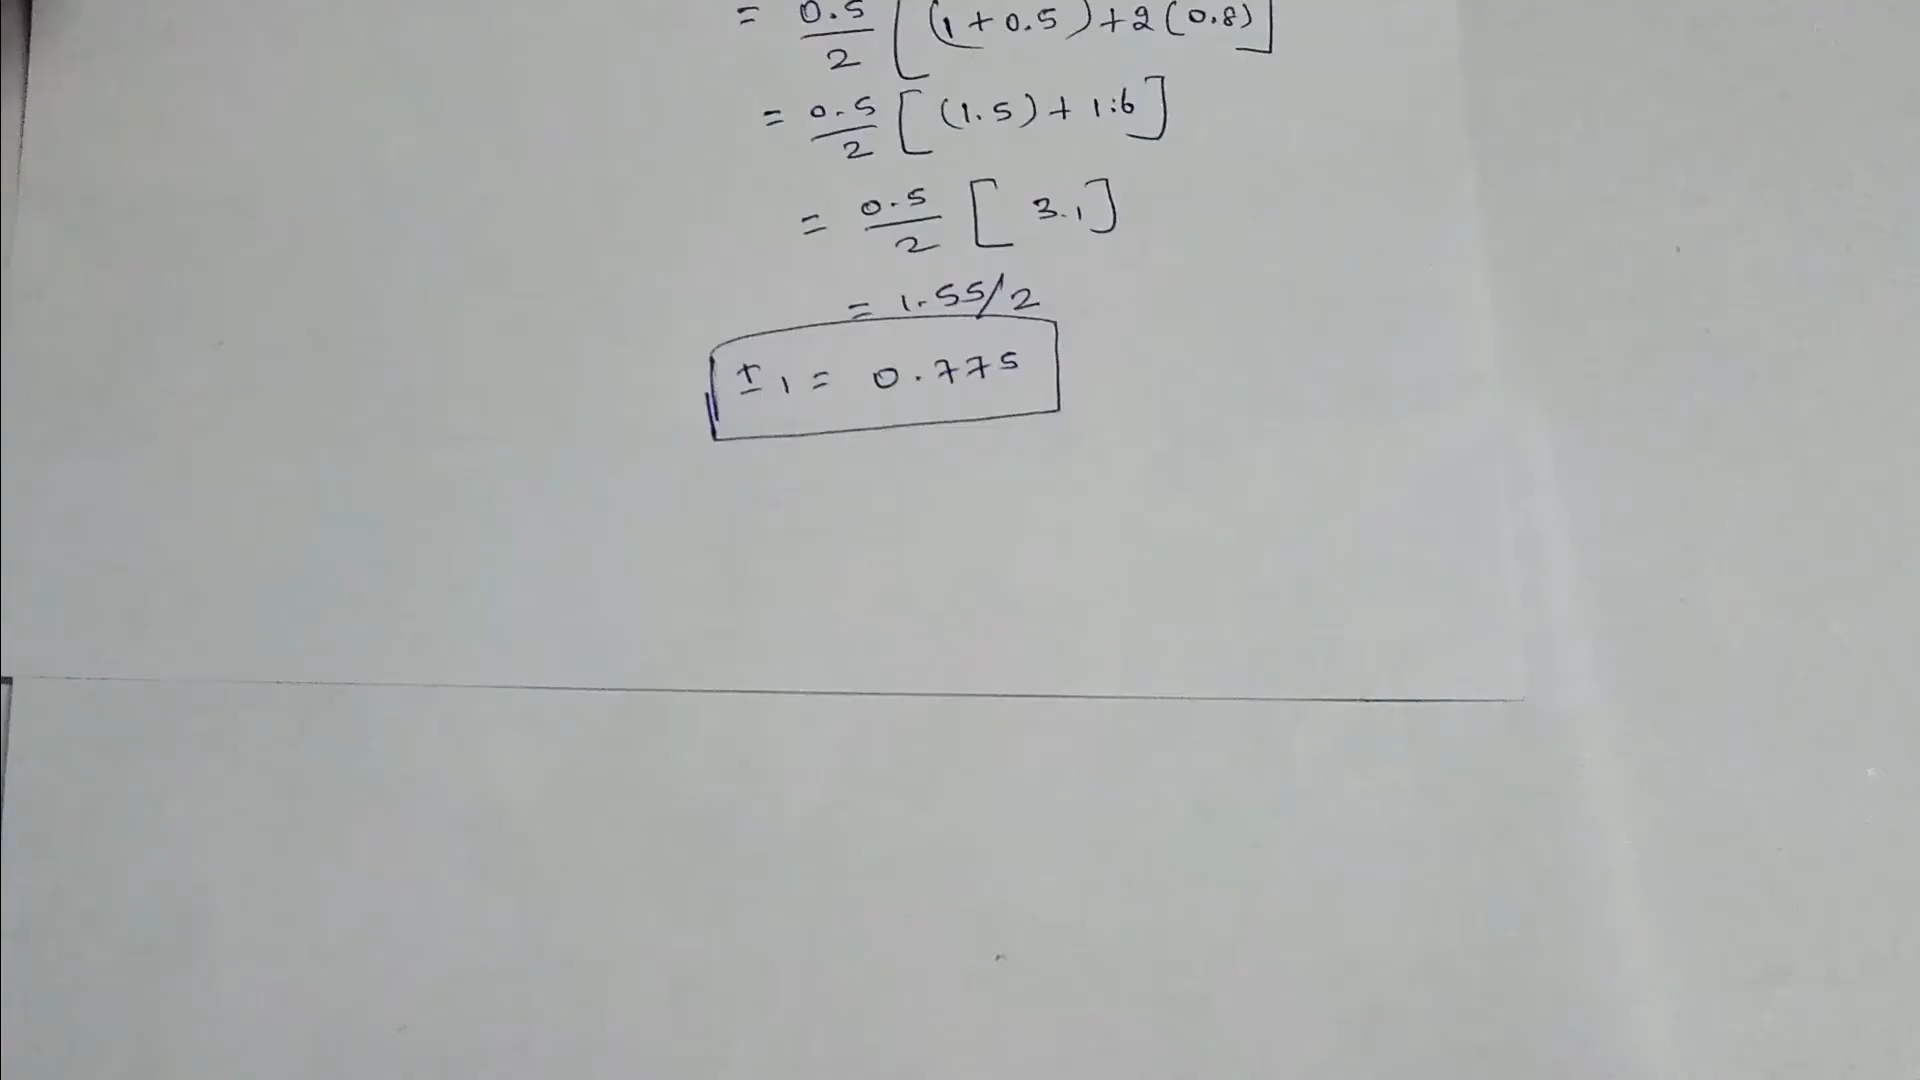 = 0.5/2 [(1+0.5)+2(0.8)]
= 0.5/2 [(1.5)+1.6]
= 0.5/2 [3.1]
= 1.55/2
I1 = 0.775